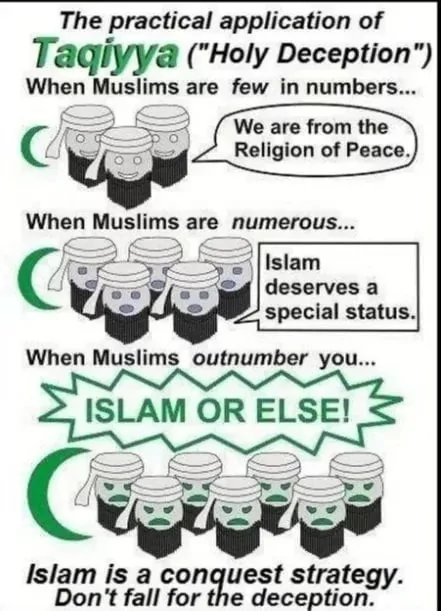 The practical application of
Taqiyya ("Holy Deception")
When Muslims are few in numbers...
We are from the
Religion of Peace.
When Muslims are numerous...
Islam
deserves a
special status.
When Muslims outnumber you...
ISLAM OR ELSE!
Islam is a conquest strategy.
Don't fall for the deception.